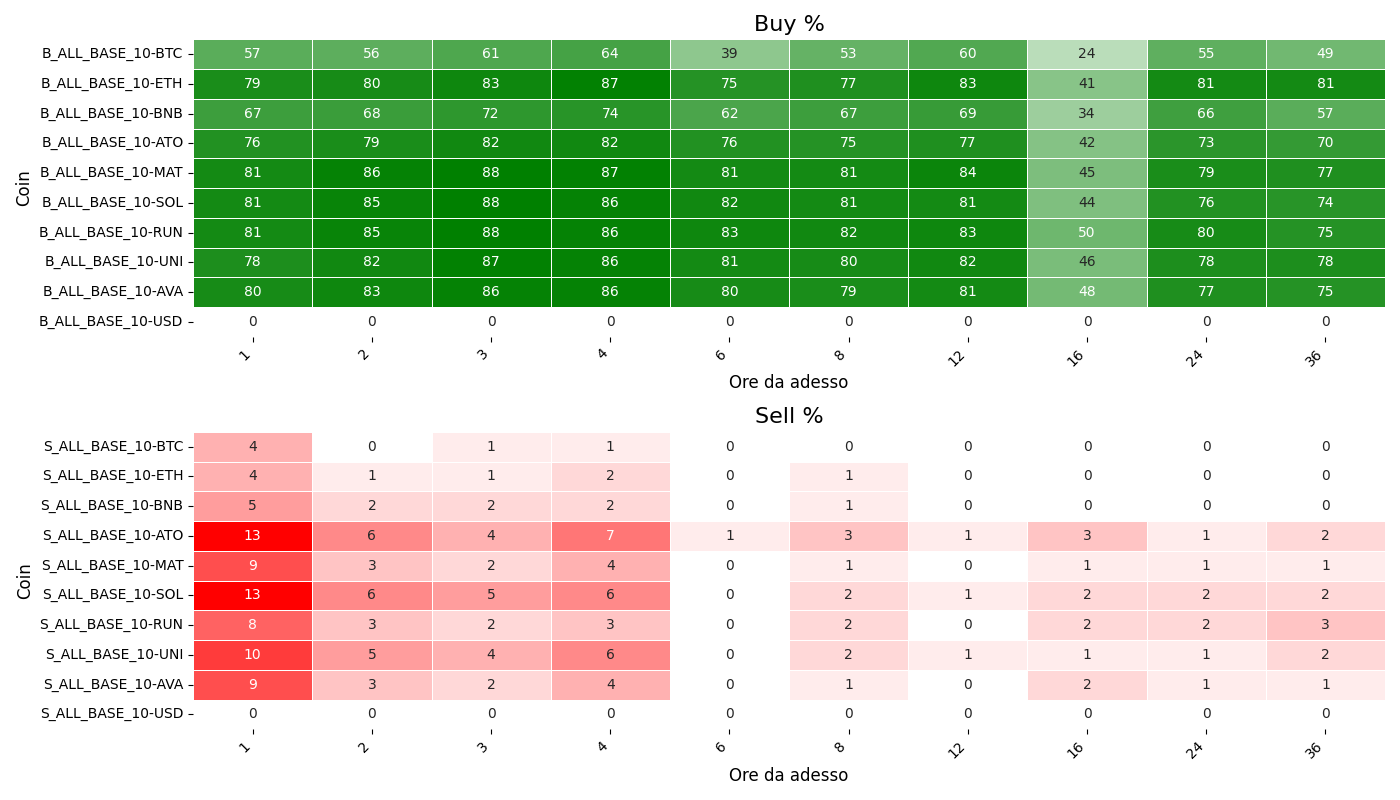 Buy %
Coin
B_ALL_BASE_10-BTC 57 56 61 64 39 53 60 24 55 49
B_ALL_BASE_10-ETH 79 80 83 87 75 77 83 41 81 81
B_ALL_BASE_10-BNB 67 68 72 74 62 67 69 34 66 57
B_ALL_BASE_10-ATO 76 79 82 82 76 75 77 42 73 70
B_ALL_BASE_10-MAT 81 86 88 87 81 81 84 45 79 77
B_ALL_BASE_10-SOL 81 85 88 86 82 81 81 44 76 74
B_ALL_BASE_10-RUN 81 85 88 86 83 82 83 50 80 75
B_ALL_BASE_10-UNI 78 82 87 86 81 80 82 46 78 78
B_ALL_BASE_10-AVA 80 83 86 86 80 79 81 48 77 75
B_ALL_BASE_10-USD 0 0 0 0 0 0 0 0 0 0
1 2 3 4 6 8 12 16 24 36
Ore da adesso
Sell %
Coin
S_ALL_BASE_10-BTC 4 0 1 1 0 0 0 0 0 0
S_ALL_BASE_10-ETH 4 1 1 2 0 1 0 0 0 0
S_ALL_BASE_10-BNB 5 2 2 2 0 1 0 0 0 0
S_ALL_BASE_10-ATO 13 6 4 7 1 3 1 3 1 2
S_ALL_BASE_10-MAT 9 3 2 4 0 1 0 1 1 1
S_ALL_BASE_10-SOL 13 6 5 6 0 2 1 2 2 2
S_ALL_BASE_10-RUN 8 3 2 3 0 2 0 2 2 3
S_ALL_BASE_10-UNI 10 5 4 6 0 2 1 1 1 2
S_ALL_BASE_10-AVA 9 3 2 4 0 1 0 2 1 1
S_ALL_BASE_10-USD 0 0 0 0 0 0 0 0 0 0
1 2 3 4 6 8 12 16 24 36
Ore da adesso